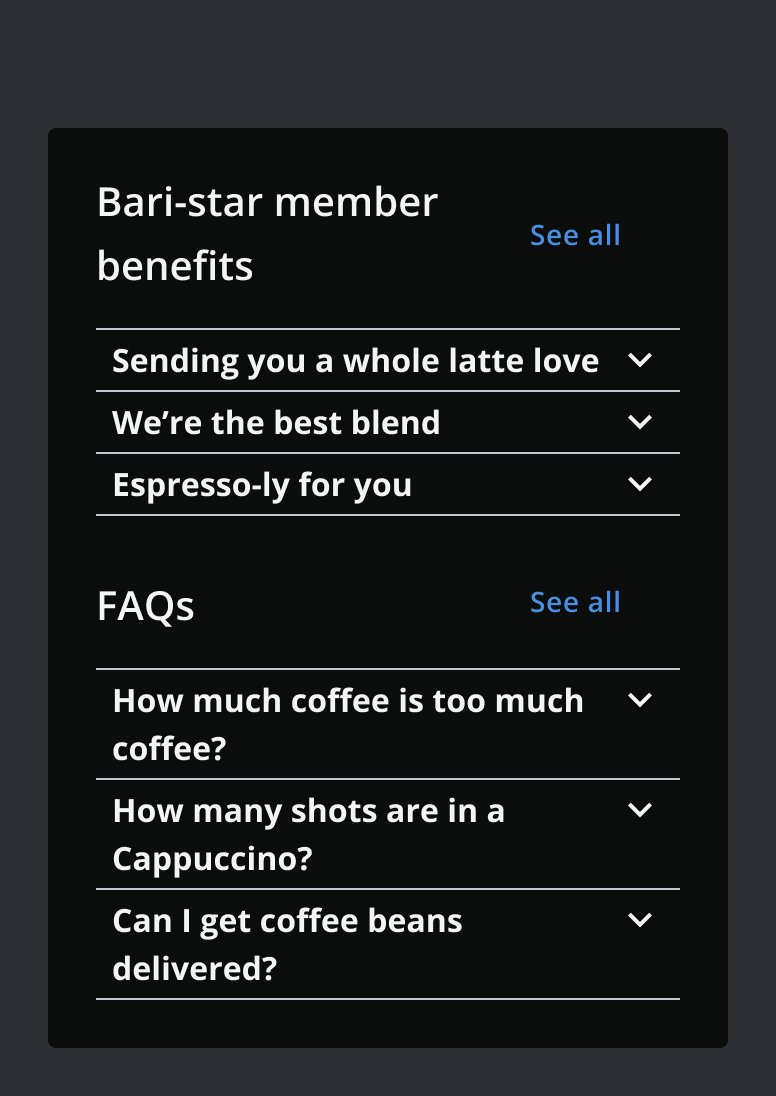 Bari-star member
benefits
See all
Sending you a whole latte love
We’re the best blend
Espresso-ly for you
FAQs
See all
How much coffee is too much
coffee?
How many shots are in a
Cappuccino?
Can I get coffee beans
delivered?